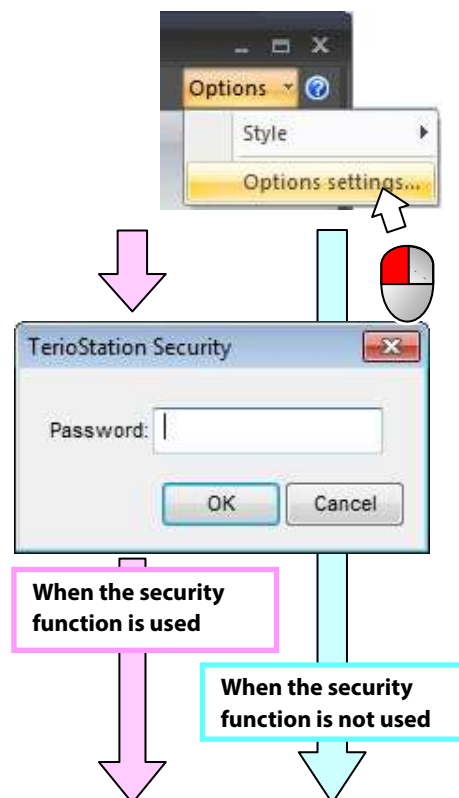 Options
Style
Options settings...
TerioStation Security
Password:
OK Cancel
When the security
function is used
When the security
function is not used